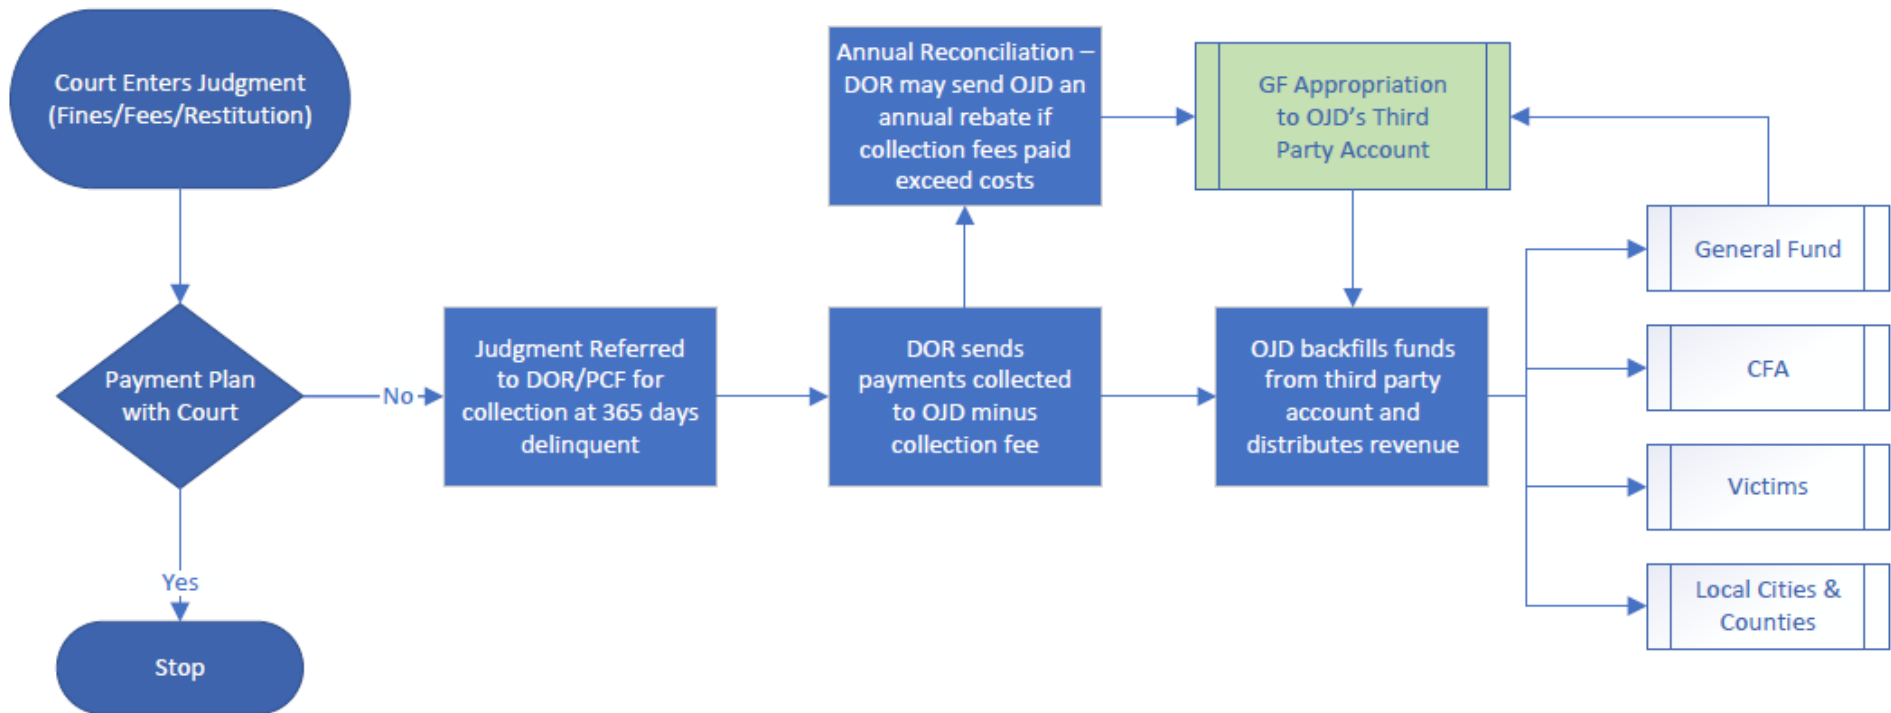 Court Enters Judgment
(Fines/Fees/Restitution)
Payment Plan
with Court
No
Yes
Stop
Judgment Referred
to DOR/PCF for
collection at 365 days
delinquent
DOR sends
payments collected
to OJD minus
collection fee
Annual Reconciliation –
DOR may send OJD an
annual rebate if
collection fees paid
exceed costs
GF Appropriation
to OJD’s Third
Party Account
OJD backfills funds
from third party
account and
distributes revenue
General Fund
CFA
Victims
Local Cities &
Counties